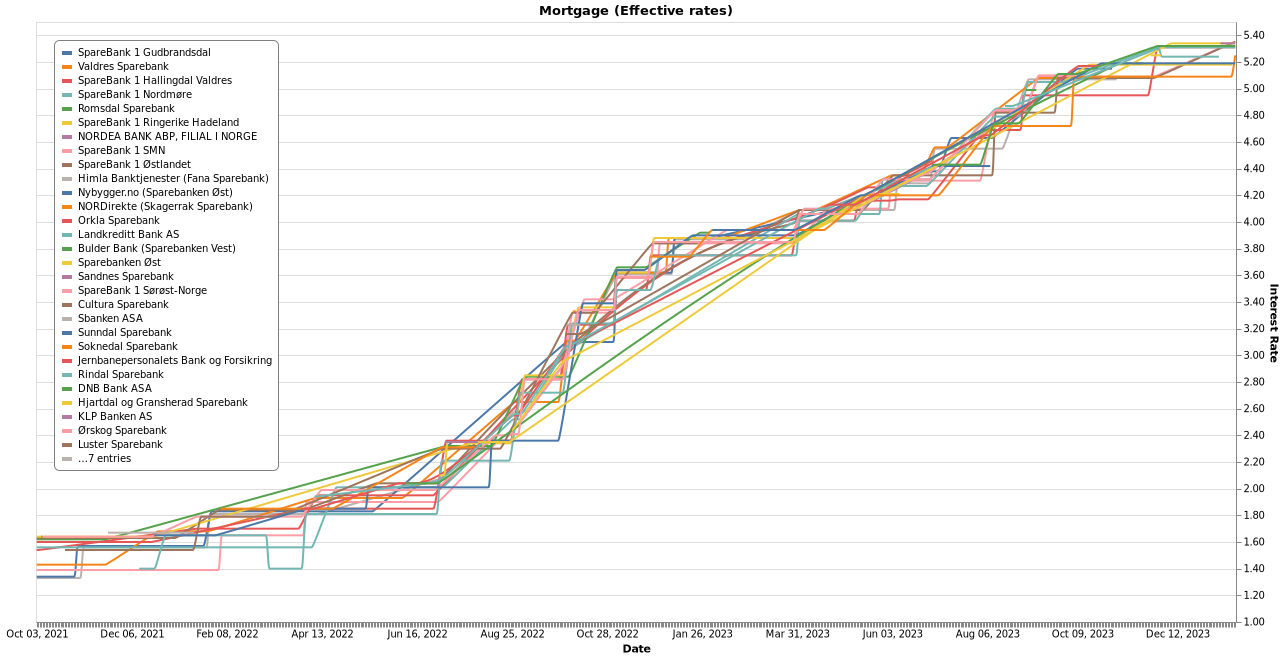 Mortgage (Effective rates)
SpareBank 1 Gudbrandsdal
Valdres Sparebank
SpareBank 1 Hallingdal Valdres
SpareBank 1 Nordmøre
Romsdal Sparebank
SpareBank 1 Ringerike Hadeland
NORDEA BANK ABP, FILIAL I NORGE
SpareBank 1 SMN
SpareBank 1 Østlandet
Himla Banktjenester (Fana Sparebank)
Nybygger.no (Sparebanken Øst)
NORDirekte (Skagerrak Sparebank)
Orkla Sparebank
Landkreditt Bank AS
Bulder Bank (Sparebanken Vest)
Sparebanken Øst
Sandnes Sparebank
SpareBank 1 Sørøst-Norge
Cultura Sparebank
Sbanken ASA
Sunndal Sparebank
Soknedal Sparebank
Jernbanepersonalets Bank og Forsikring
Rindal Sparebank
DNB Bank ASA
Hjartdal og Gransherad Sparebank
KLP Banken AS
Ørskog Sparebank
Luster Sparebank
...7 entries
5.40
5.20
5.00
4.80
4.60
4.40
4.20
4.00
3.80
3.60
3.40
3.20
3.00
2.80
2.60
2.40
2.20
2.00
1.80
1.60
1.40
1.20
1.00
Interest Rate
Oct 03, 2021 Dec 06, 2021 Feb 08, 2022 Apr 13, 2022 Jun 16, 2022 Aug 25, 2022 Oct 28, 2022 Jan 26, 2023 Mar 31, 2023 Jun 03, 2023 Aug 06, 2023 Oct 09, 2023 Dec 12, 2023
Date